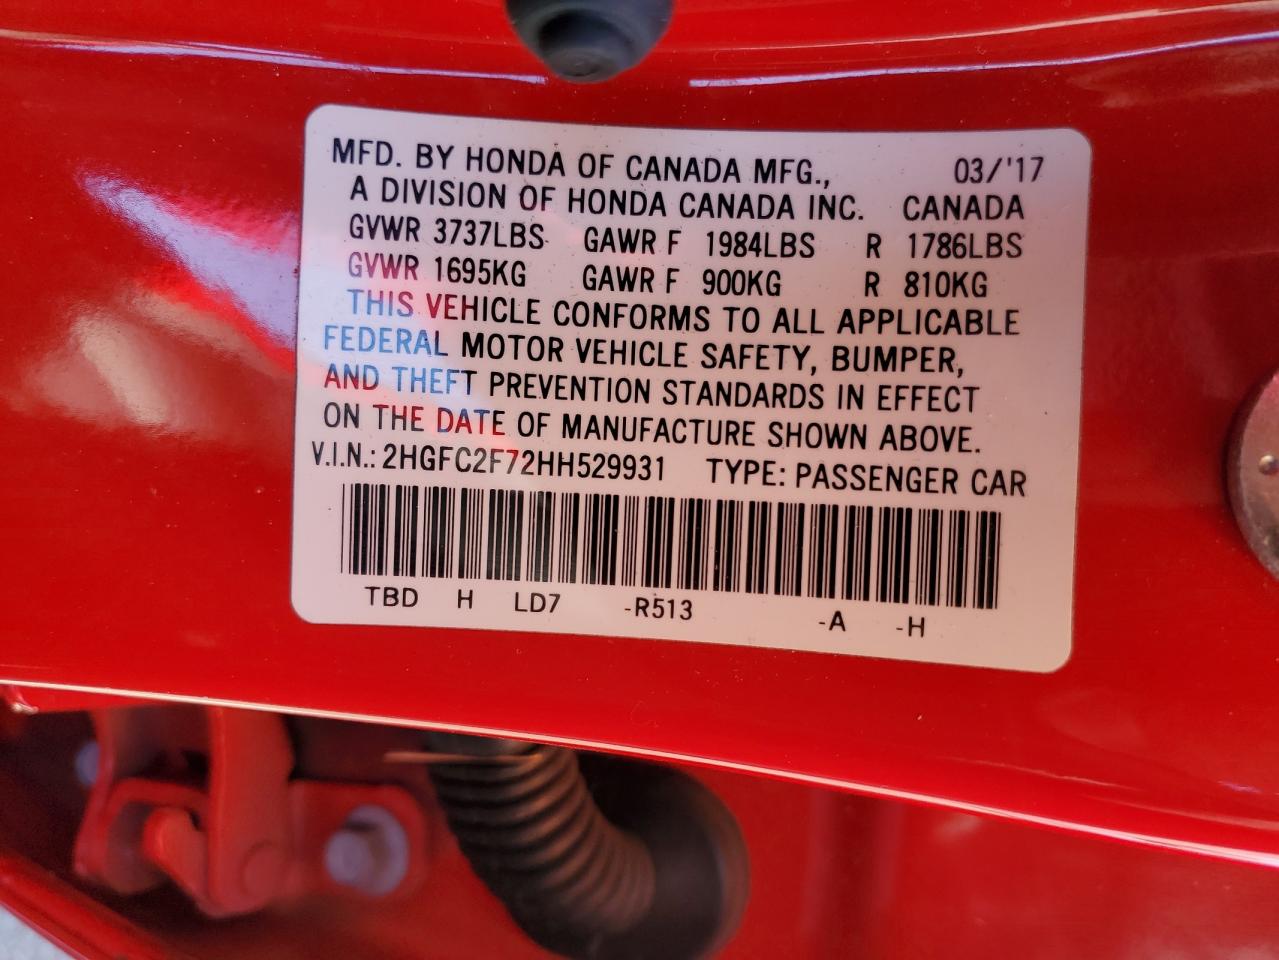 MFD. BY HONDA OF CANADA MFG., 03/'17
A DIVISION OF HONDA CANADA INC. CANADA
GVWR 3737LBS GAWR F 1984LBS R 1786LBS
GVWR 1695KG GAWR F 900KG R 810KG
THIS VEHICLE CONFORMS TO ALL APPLICABLE
FEDERAL MOTOR VEHICLE SAFETY, BUMPER,
AND THEFT PREVENTION STANDARDS IN EFFECT
ON THE DATE OF MANUFACTURE SHOWN ABOVE.
V.I.N.: 2HGFC2F72HH529931 TYPE: PASSENGER CAR
TBD H LD7 -R513 -A -H